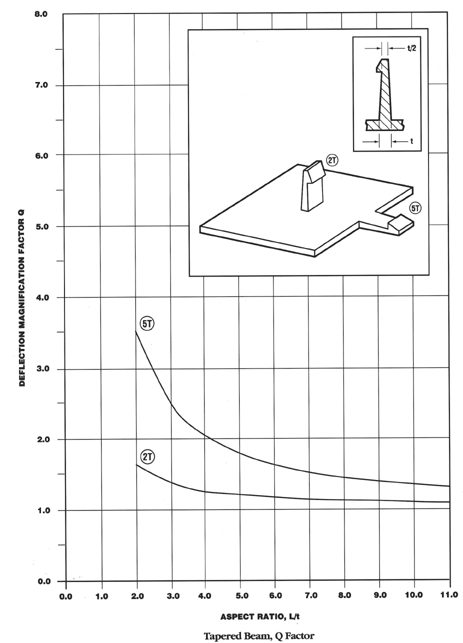 8.0
7.0
6.0
5.0
4.0
3.0
2.0
1.0
0.0
DEFLECTION MAGNIFICATION FACTOR Q
t/2
t
2T
5T
5T
2T
0.0 1.0 2.0 3.0 4.0 5.0 6.0 7.0 8.0 9.0 10.0 11.0
ASPECT RATIO, L/t
Tapered Beam, Q Factor